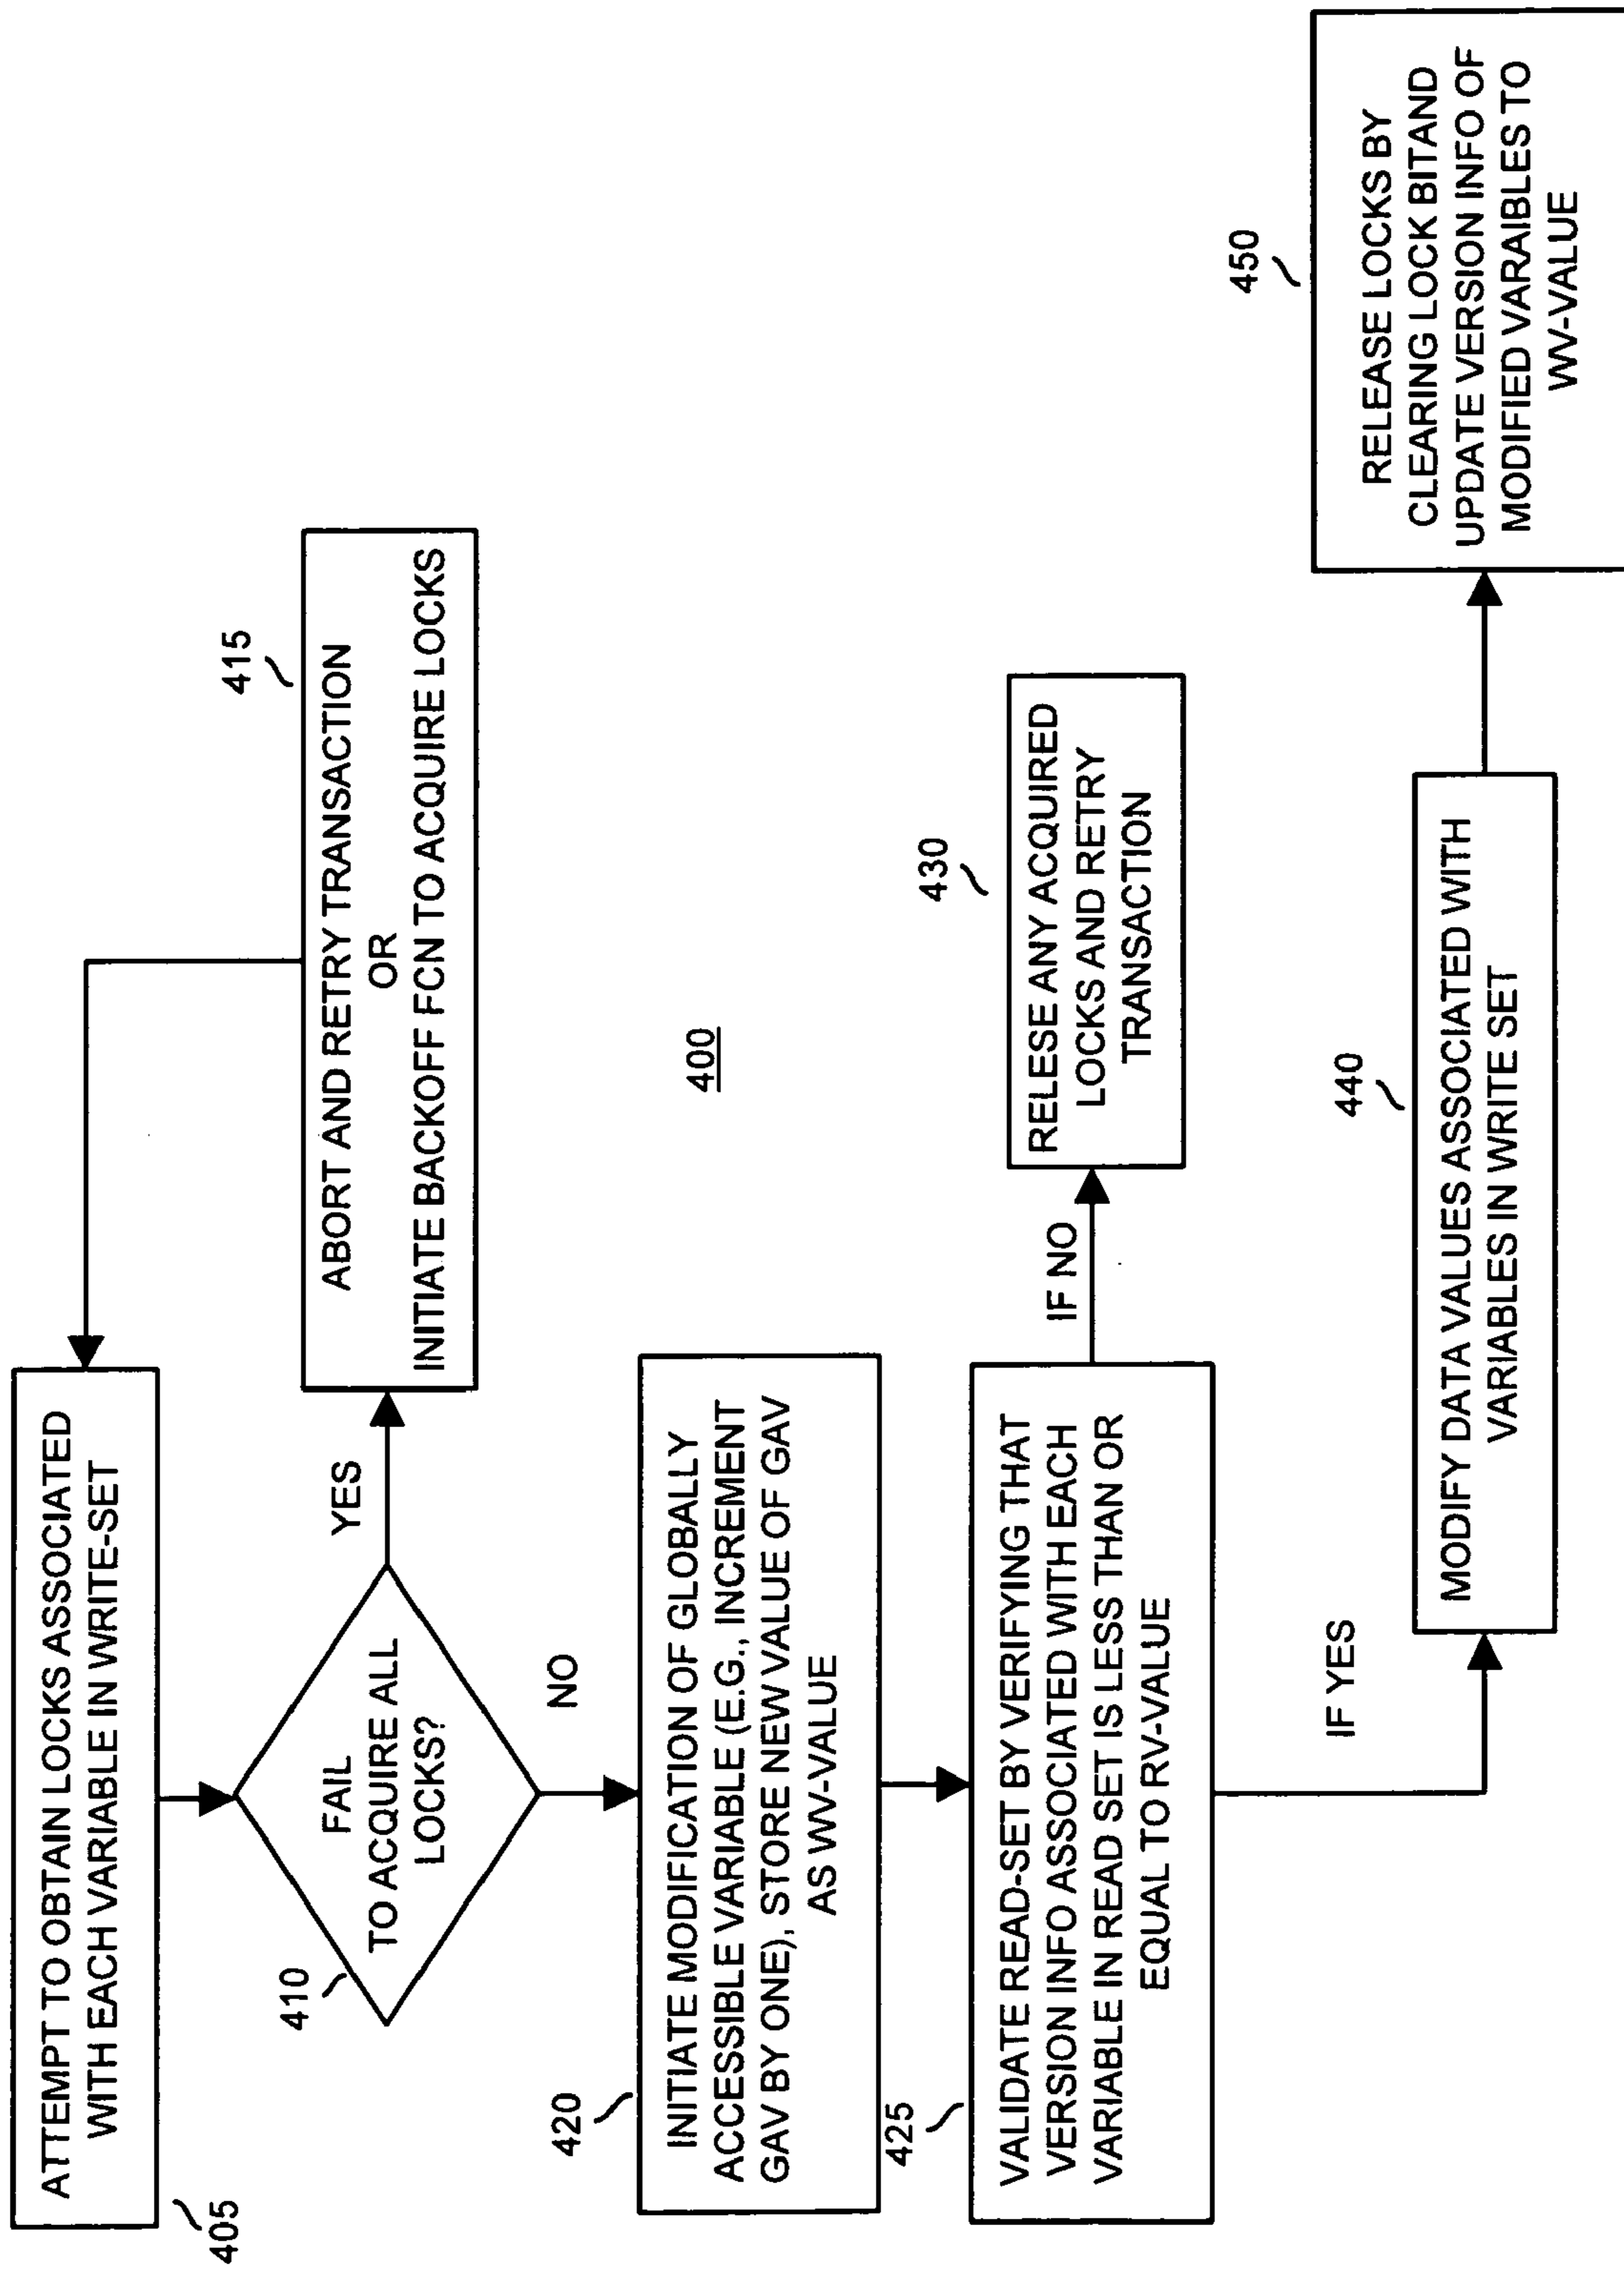 ATTEMPT TO OBTAIN LOCKS ASSOCIATED
WITH EACH VARIABLE IN WRITE-SET
405
FAIL
TO ACQUIRE ALL
LOCKS?
410
YES
ABORT AND RETRY TRANSACTION
OR
INITIATE BACKOFF FCN TO ACQUIRE LOCKS
415
NO
INITIATE MODIFICATION OF GLOBALLY
ACCESSIBLE VARIABLE (E.G., INCREMENT
GAV BY ONE), STORE NEW VALUE OF GAV
AS WV-VALUE
420
400
VALIDATE READ-SET BY VERIFYING THAT
VERSION INFO ASSOCIATED WITH EACH
VARIABLE IN READ SET IS LESS THAN OR
EQUAL TO RV-VALUE
425
IF NO
RELESE ANY ACQUIRED
LOCKS AND RETRY
TRANSACTION
430
IF YES
MODIFY DATA VALUES ASSOCIATED WITH
VARIABLES IN WRITE SET
440
RELEASE LOCKS BY
CLEARING LOCK BITAND
UPDATE VERSION INFO OF
MODIFIED VARAIBLES TO
WV-VALUE
450